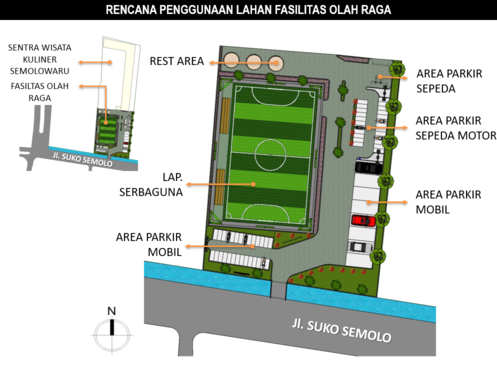 RENCANA PENGGUNAAN LAHAN FASILITAS OLAH RAGA
SENTRA WISATA
KULINER
SEMOLOWARU
FASILTAS OLAH
RAGA
JL. SUKO SEMOLO
REST AREA
LAP.
SERBAGUNA
AREA PARKIR
MOBIL
AREA PARKIR
SEPEDA
AREA PARKIR
SEPEDA MOTOR
AREA PARKIR
MOBIL
N
JL. SUKO SEMOLO